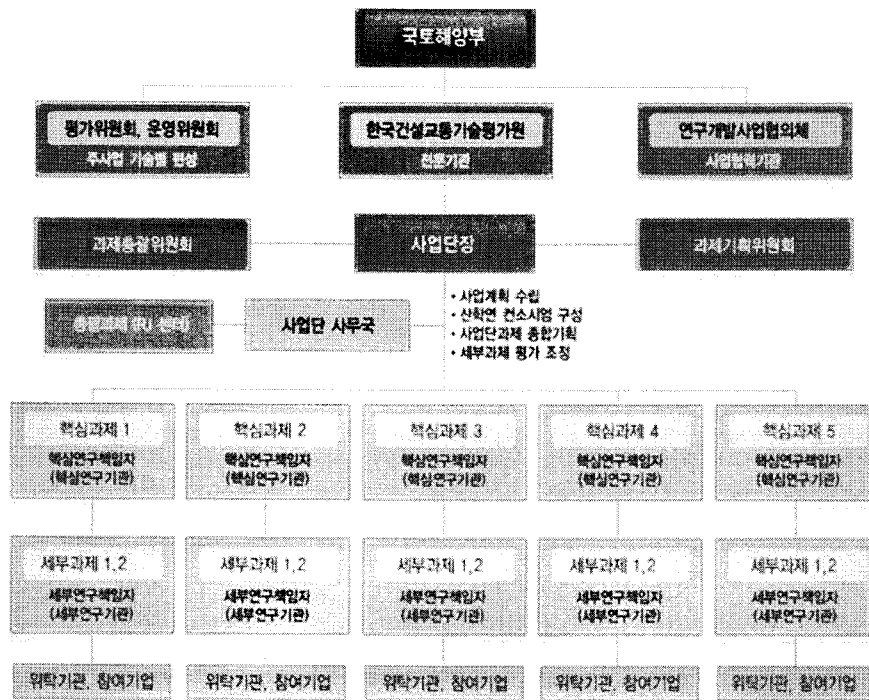 국토해양부
평가위원회, 운영위원회
주사업 기술별 편성
한국건설교통기술평가원
전문기관
연구개발사업협의체
사업협력기관
과제총괄위원회
사업단장
과제기획위원회
• 사업계획 수립
• 산학연 컨소시엄 구성
• 사업단과제 종합기획
• 세부과제 평가 조정
사업단 사무국
핵심과제 1
핵심연구책임자
(핵심연구기관)
핵심과제 2
핵심연구책임자
(핵심연구기관)
핵심과제 3
핵심연구책임자
(핵심연구기관)
핵심과제 4
핵심연구책임자
(핵심연구기관)
핵심과제 5
핵심연구책임자
(핵심연구기관)
세부과제 1,2
세부연구책임자
(세부연구기관)
세부과제 1,2
세부연구책임자
(세부연구기관)
세부과제 1,2
세부연구책임자
(세부연구기관)
세부과제 1,2
세부연구책임자
(세부연구기관)
세부과제 1,2
세부연구책임자
(세부연구기관)
위탁기관, 참여기업
위탁기관, 참여기업
위탁기관, 참여기업
위탁기관, 참여기업
위탁기관, 참여기업